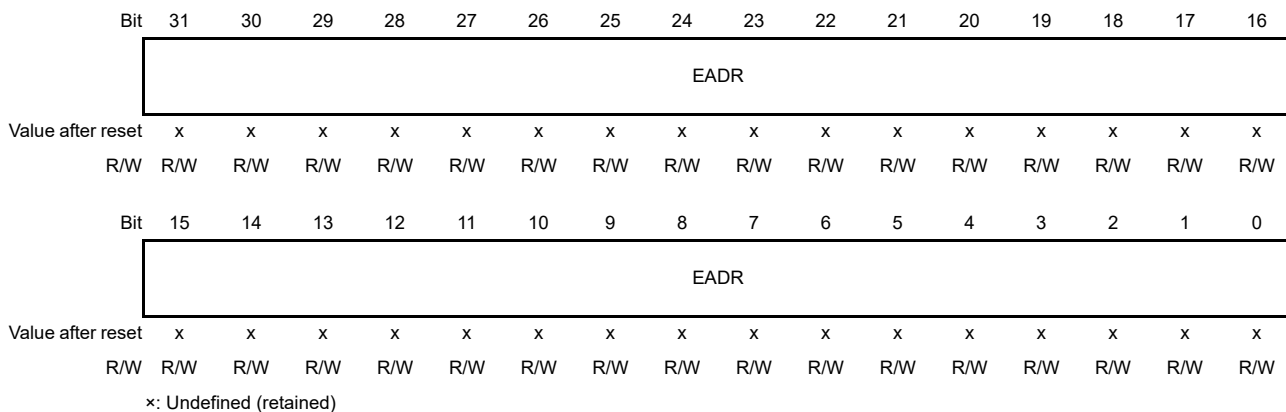 Bit 31 30 29 28 27 26 25 24 23 22 21 20 19 18 17 16
EADR
Value after reset x x x x x x x x x x x x x x x x
R/W R/W R/W R/W R/W R/W R/W R/W R/W R/W R/W R/W R/W R/W R/W R/W R/W
Bit 15 14 13 12 11 10 9 8 7 6 5 4 3 2 1 0
EADR
Value after reset x x x x x x x x x x x x x x x x
R/W R/W R/W R/W R/W R/W R/W R/W R/W R/W R/W R/W R/W R/W R/W R/W R/W
×: Undefined (retained)